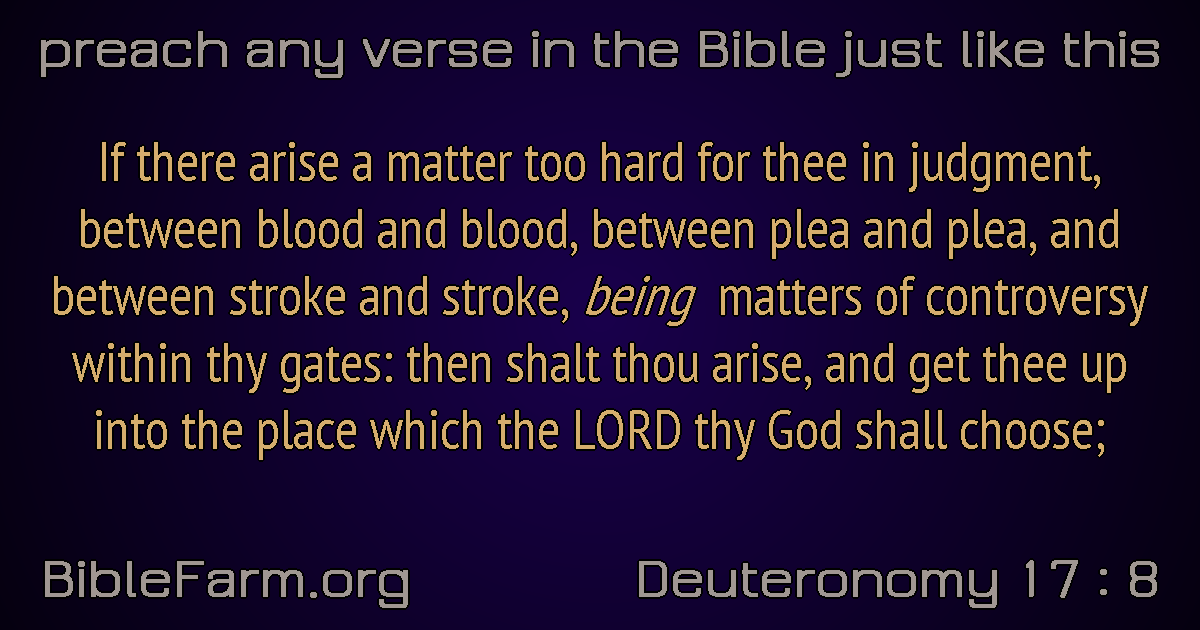 preach any verse in the Bible just like this
If there arise a matter too hard for thee in judgment,
between blood and blood, between plea and plea, and
between stroke and stroke, being matters of controversy
within thy gates: then shalt thou arise, and get thee up
into the place which the LORD thy God shall choose;
BibleFarm.org
Deuteronomy 17 : 8